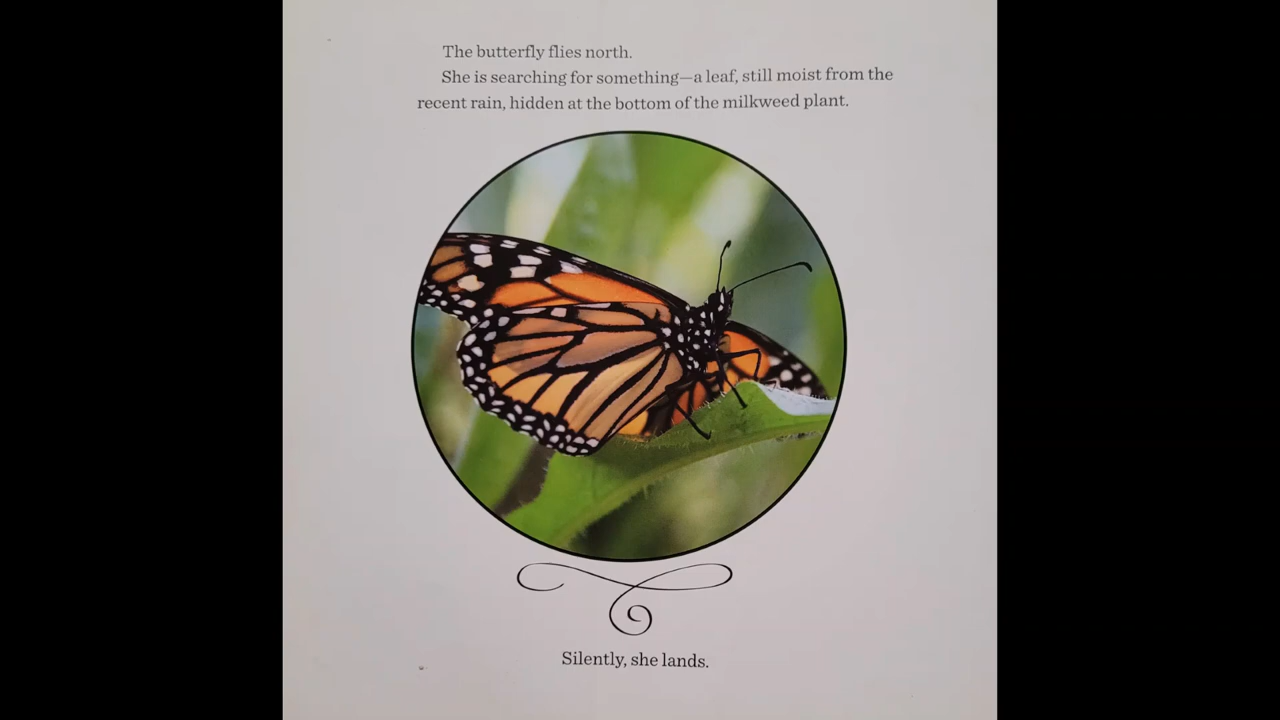 The butterfly flies north.
She is searching for something—a leaf, still moist from the
recent rain, hidden at the bottom of the milkweed plant.
Silently, she lands.